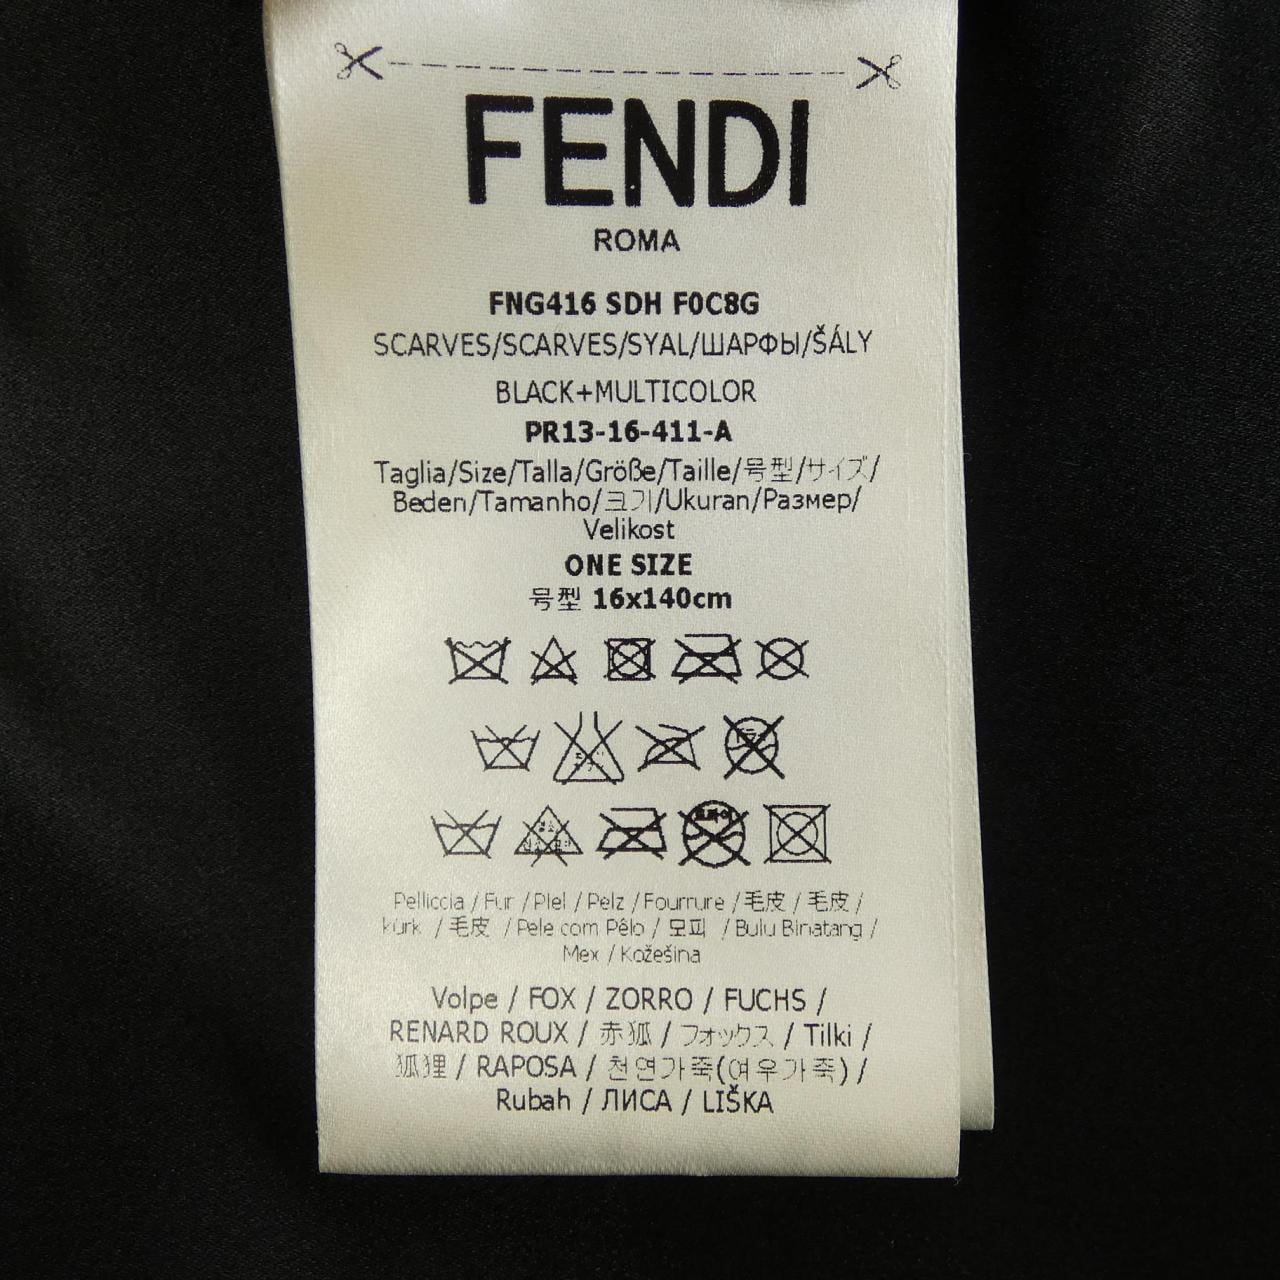 FENDI
ROMA
FNG416 SDH F0C8G
SCARVES/SCARVES/SYAL/ШАРФЫ/ŠÁLY
BLACK+MULTICOLOR
PR13-16-411-A
Taglia/Size/Talla/Größe/Taille/号型/サイズ/
Beden/Tamanho/크기/Ukuran/Размер/
Velikost
ONE SIZE
号型 16x140cm
Pelliccia / Fur / Piel / Pelz / Fourrure / 毛皮 / 毛皮 /
kürk / 毛皮 / Pele com Pêlo / 모피 / Bulu Binatang /
Mex / Kožešina
Volpe / FOX / ZORRO / FUCHS /
RENARD ROUX / 赤狐 / フォックス / Tilki /
狐狸 / RAPOSA / 천연가죽(여우가죽) /
Rubah / ЛИСА / LIŠKA